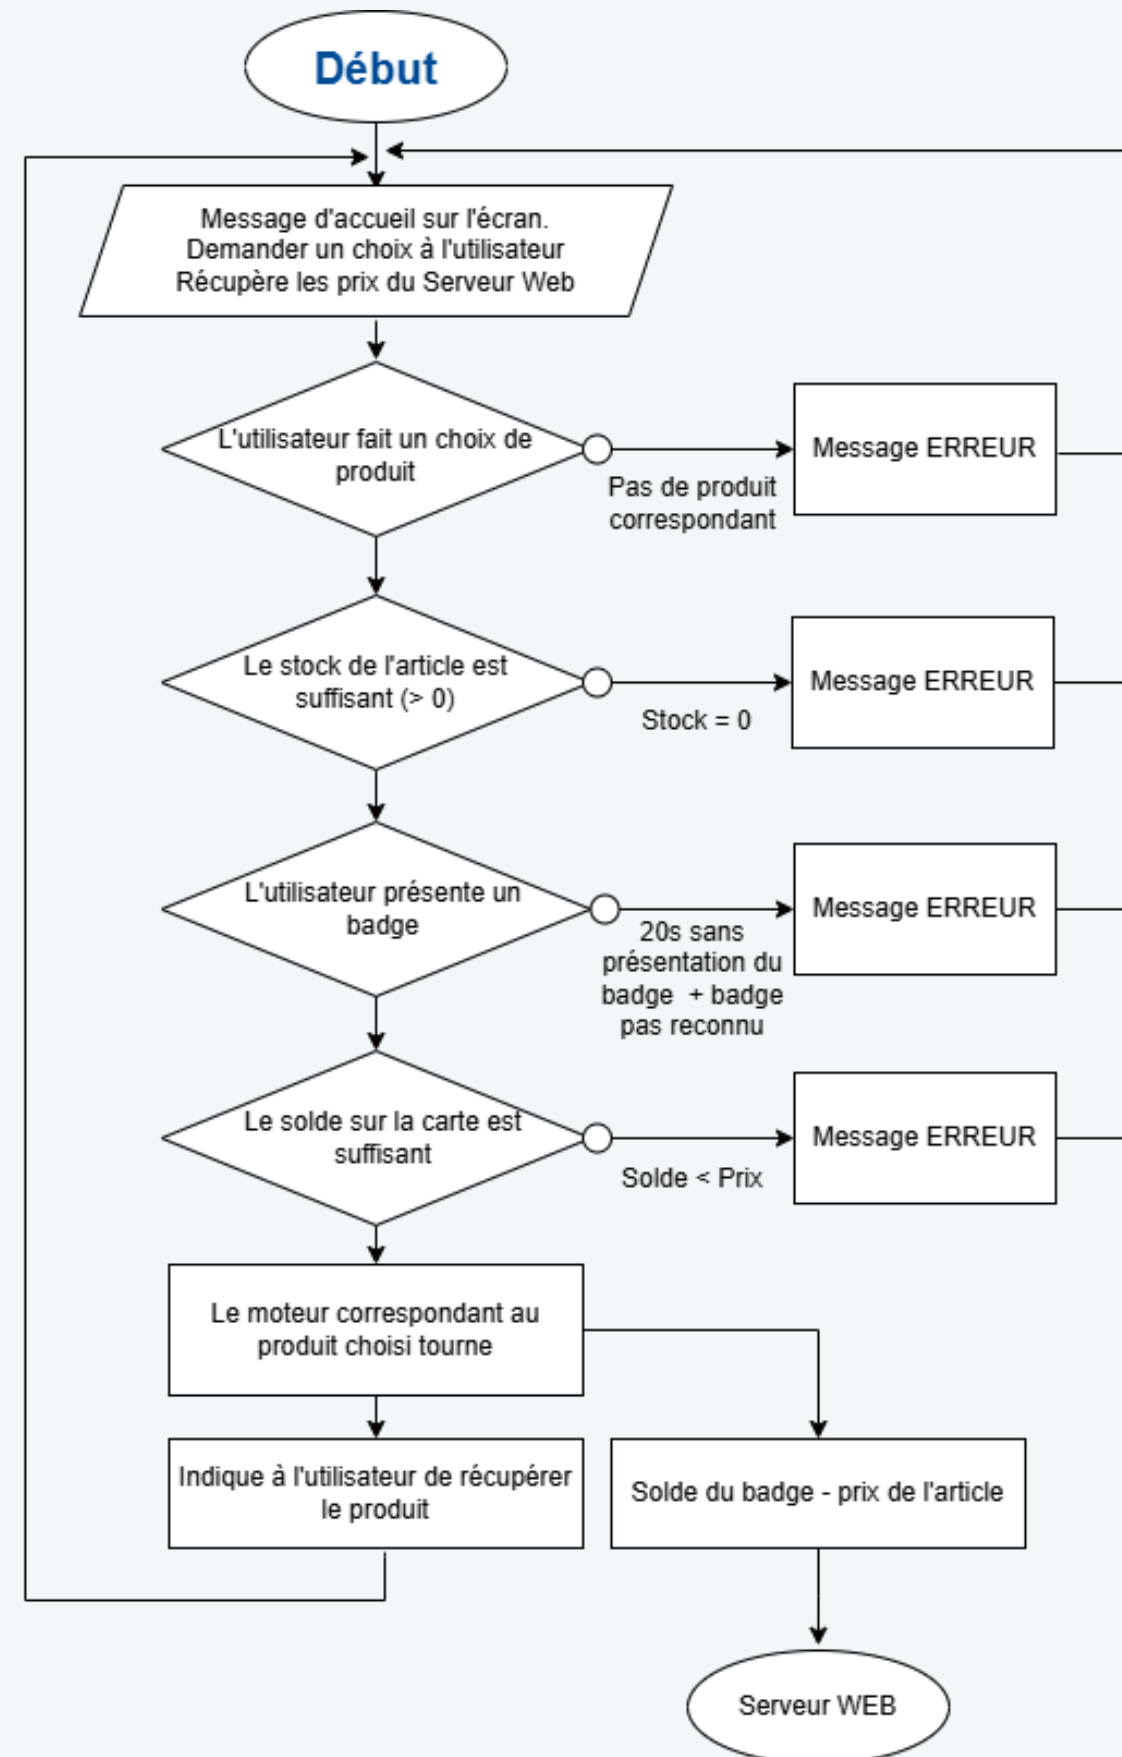 Début
Message d'accueil sur l'écran.
Demander un choix à l'utilisateur
Récupère les prix du Serveur Web
L'utilisateur fait un choix de
produit
Message ERREUR
Pas de produit
correspondant
Le stock de l'article est
suffisant (> 0)
Message ERREUR
Stock = 0
L'utilisateur présente un
badge
Message ERREUR
20s sans
présentation du
badge + badge
pas reconnu
Le solde sur la carte est
suffisant
Message ERREUR
Solde < Prix
Le moteur correspondant au
produit choisi tourne
Indique à l'utilisateur de récupérer
le produit
Solde du badge - prix de l'article
Serveur WEB